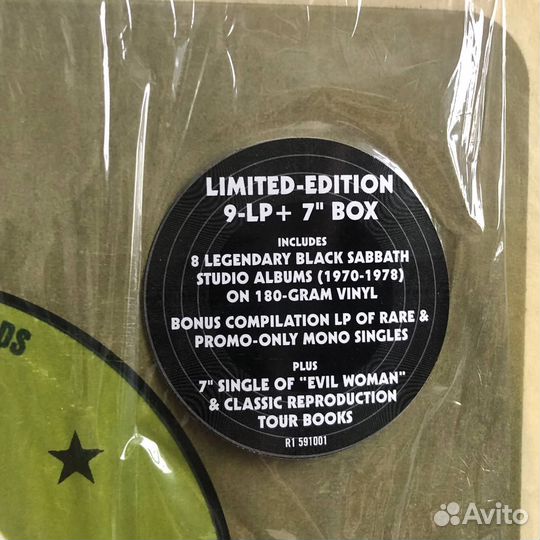 LIMITED-EDITION
9-LP+ 7" BOX
INCLUDES
8 LEGENDARY BLACK SABBATH
STUDIO ALBUMS (1970-1978)
ON 180-GRAM VINYL
BONUS COMPILATION LP OF RARE &
PROMO-ONLY MONO SINGLES
PLUS
7" SINGLE OF "EVIL WOMAN"
& CLASSIC REPRODUCTION
TOUR BOOKS
R1 591001
DS
Avito